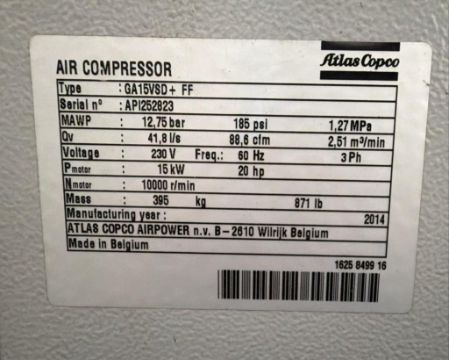 Atlas Copco
AIR COMPRESSOR
Type : GA15VSD+ FF
Serial n° : API252823
MAWP : 12,75 bar 185 psi 1,27 MPa
Qv : 41,8 l/s 88,6 cfm 2,51 m³/min
Voltage : 230 V Freq.: 60 Hz 3 Ph
Pmotor : 15 kW 20 hp
Nmotor : 10000 r/min
Mass : 395 kg 871 lb
Manufacturing year : 2014
ATLAS COPCO AIRPOWER n.v. B-2610 Wilrijk Belgium
Made in Belgium
1625 8499 16